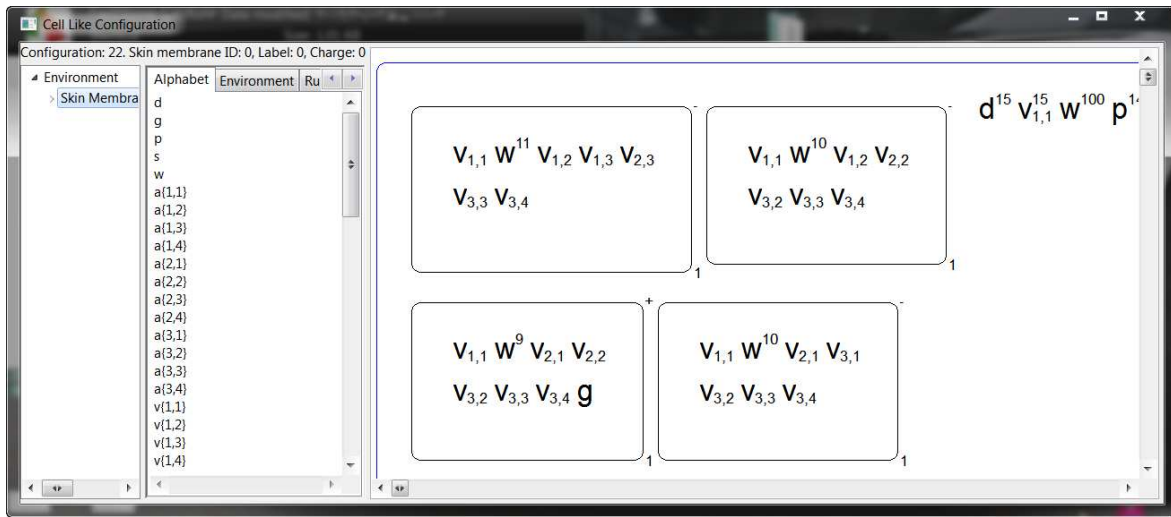 Cell Like Configuration
Configuration: 22. Skin membrane ID: 0, Label: 0, Charge: 0
Environment
Skin Membra
Alphabet Environment Ru
d
g
p
s
w
a{1,1}
a{1,2}
a{1,3}
a{1,4}
a{2,1}
a{2,2}
a{2,3}
a{2,4}
a{3,1}
a{3,2}
a{3,3}
a{3,4}
v{1,1}
v{1,2}
v{1,3}
v{1,4}
d¹⁵ v₁,₁¹⁵ w¹⁰⁰ p¹⁴
-
v₁,₁ w¹¹ v₁,₂ v₁,₃ v₂,₃
v₃,₃ v₃,₄
1
-
v₁,₁ w¹⁰ v₁,₂ v₂,₂
v₃,₂ v₃,₃ v₃,₄
1
+
v₁,₁ w⁹ v₂,₁ v₂,₂
v₃,₂ v₃,₃ v₃,₄ g
1
-
v₁,₁ w¹⁰ v₂,₁ v₃,₁
v₃,₂ v₃,₃ v₃,₄
1